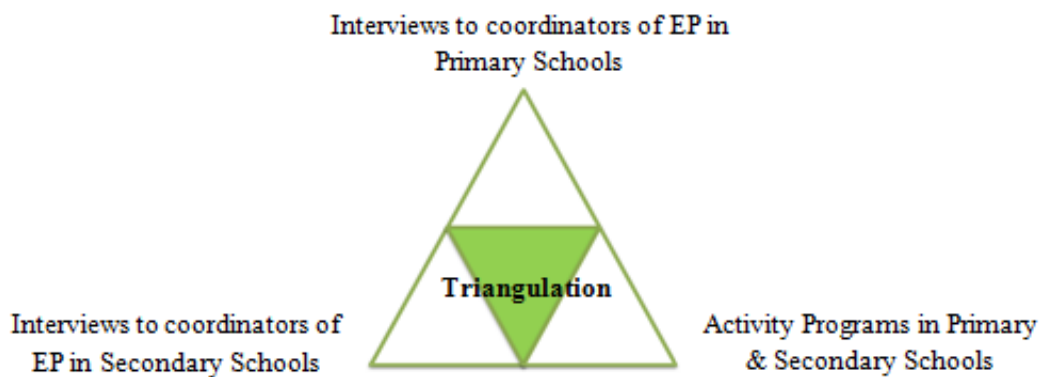 Interviews to coordinators of EP in
Primary Schools
Triangulation
Interviews to coordinators of
EP in Secondary Schools
Activity Programs in Primary
& Secondary Schools